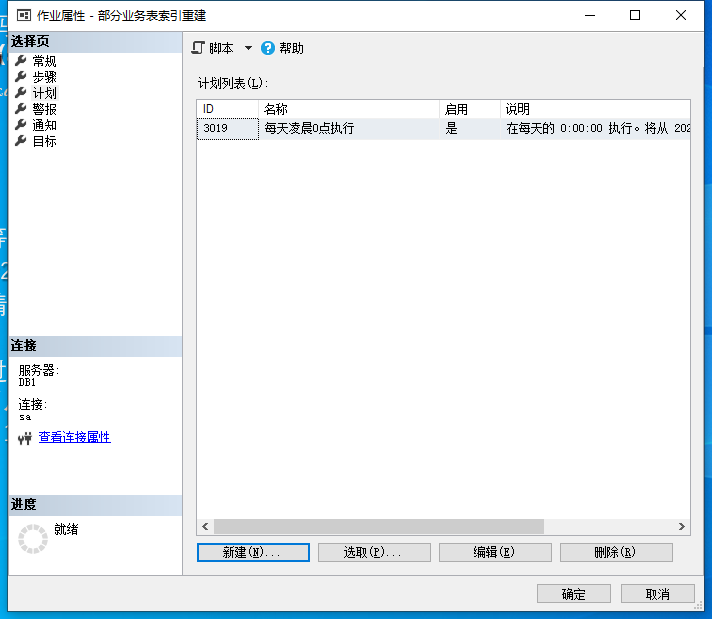 作业属性 - 部分业务表索引重建
选择页
常规
步骤
计划
警报
通知
目标
脚本
帮助
计划列表(L):
ID 名称 启用 说明
3019 每天凌晨0点执行 是 在每天的 0:00:00 执行。将从 202
连接
服务器:
DB1
连接:
sa
查看连接属性
进度
就绪
新建(N)... 选取(P)... 编辑(E) 删除(R)
确定 取消